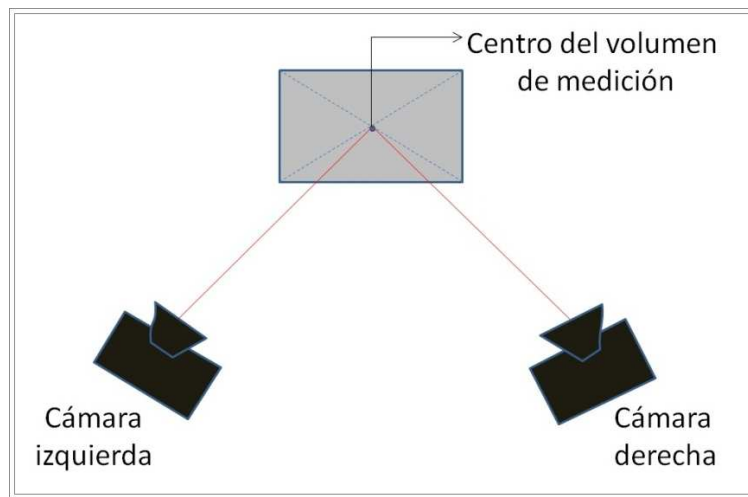 Centro del volumen
de medición
Cámara
izquierda
Cámara
derecha